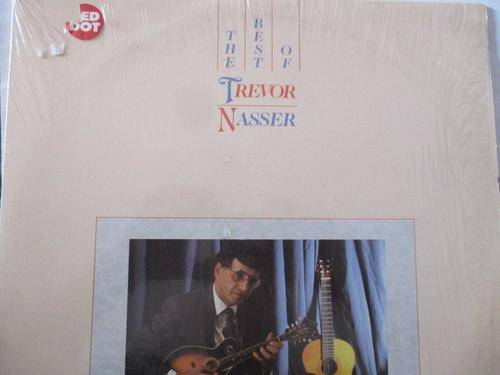 ED
DOT
THE
BEST
OF
TREVOR
NASSER